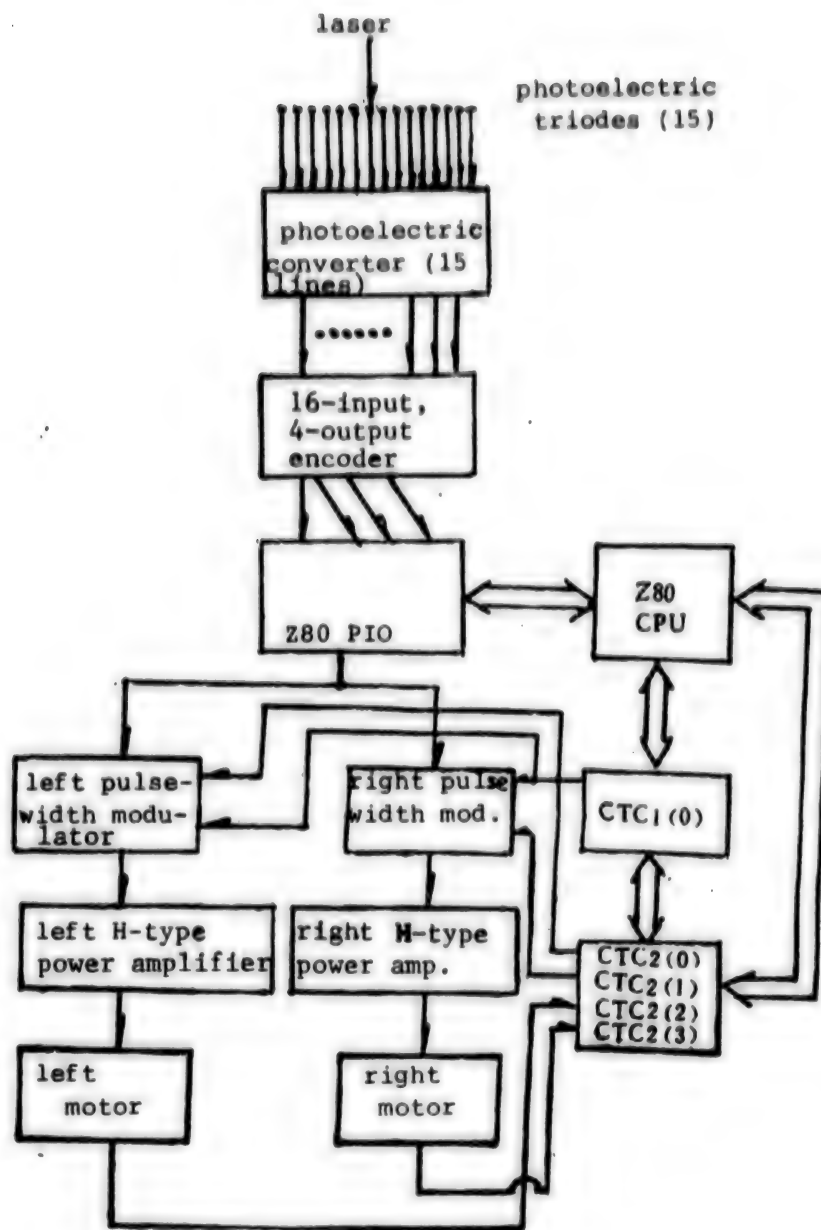 laser
photoelectric
triodes (15)
photoelectric
converter (15
lines)
16-input,
4-output
encoder
Z80 PIO
Z80
CPU
left pulse-
width modu-
lator
right pulse
width mod.
CTC1(0)
left H-type
power amplifier
right H-type
power amp.
CTC2(0)
CTC2(1)
CTC2(2)
CTC2(3)
left
motor
right
motor